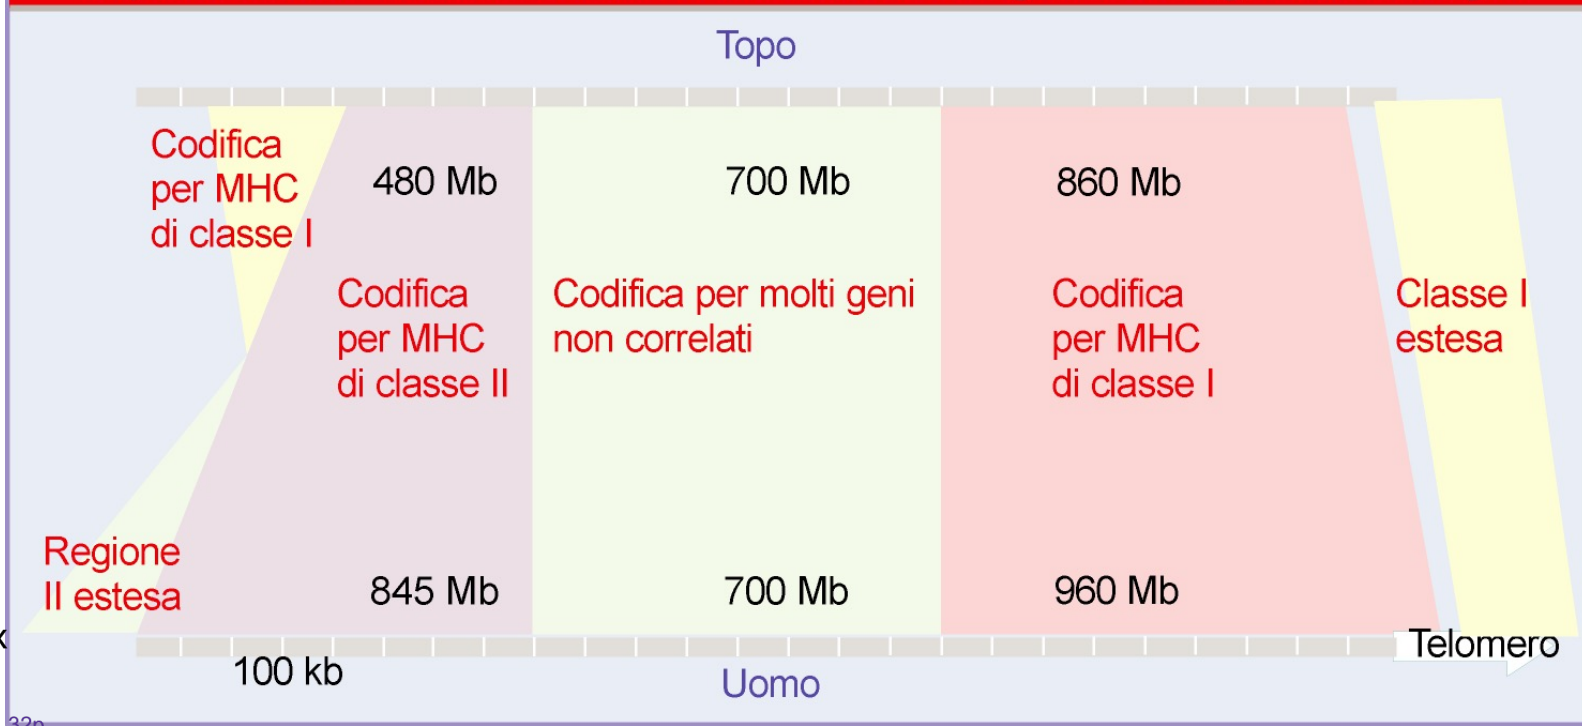 Topo
Codifica
per MHC
di classe I
480 Mb
700 Mb
860 Mb
Codifica
per MHC
di classe II
Codifica per molti geni
non correlati
Codifica
per MHC
di classe I
Classe I
estesa
Regione
II estesa
845 Mb
700 Mb
960 Mb
Telomero
100 kb
Uomo